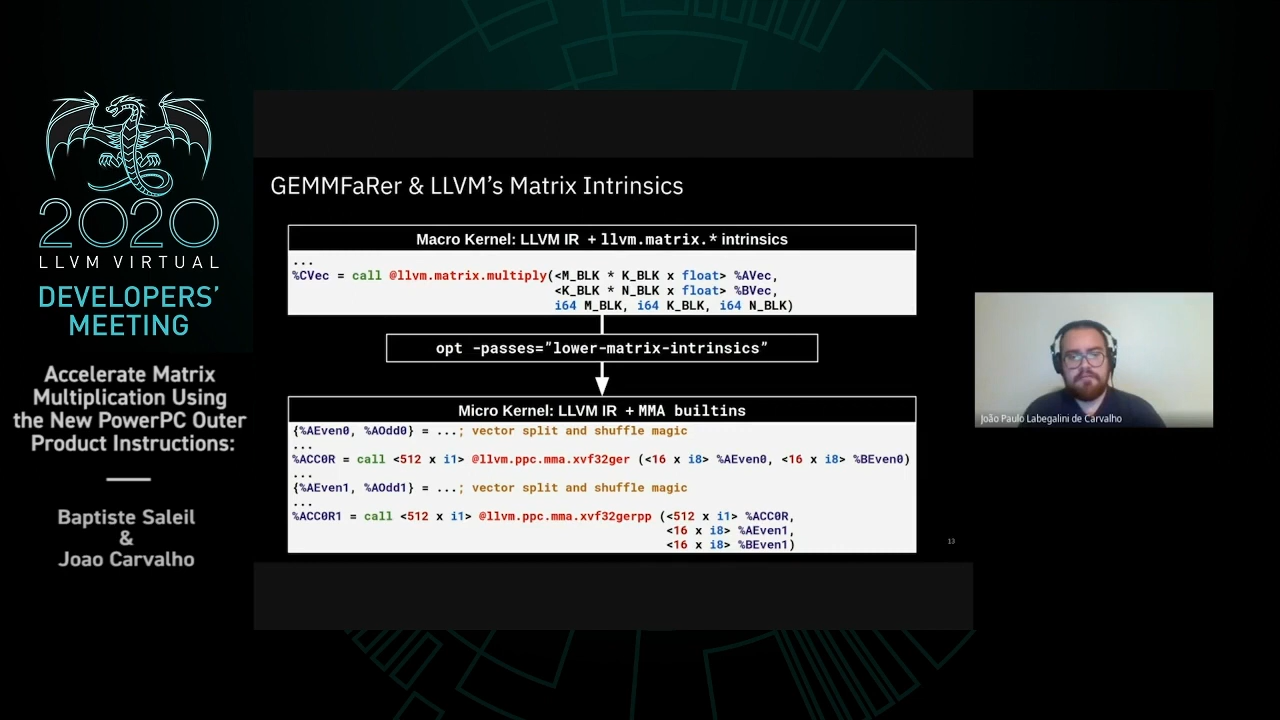 2020
LLVM VIRTUAL
DEVELOPERS'
MEETING
Accelerate Matrix
Multiplication Using
the New PowerPC Outer
Product Instructions:
Baptiste Saleil
&
Joao Carvalho
GEMMFaRer & LLVM's Matrix Intrinsics
Macro Kernel: LLVM IR + llvm.matrix.* intrinsics
...
%CVec = call @llvm.matrix.multiply(<M_BLK * K_BLK x float> %AVec,
<K_BLK * N_BLK x float> %BVec,
i64 M_BLK, i64 K_BLK, i64 N_BLK)
opt -passes="lower-matrix-intrinsics"
Micro Kernel: LLVM IR + MMA builtins
{%AEven0, %AOdd0} = ...; vector split and shuffle magic
...
%ACC0R = call <512 x i1> @llvm.ppc.mma.xvf32ger (<16 x i8> %AEven0, <16 x i8> %BEven0)
...
{%AEven1, %AOdd1} = ...; vector split and shuffle magic
...
%ACC0R1 = call <512 x i1> @llvm.ppc.mma.xvf32gerpp (<512 x i1> %ACC0R,
<16 x i8> %AEven1,
<16 x i8> %BEven1)
13
João Paulo Labegalini de Carvalho